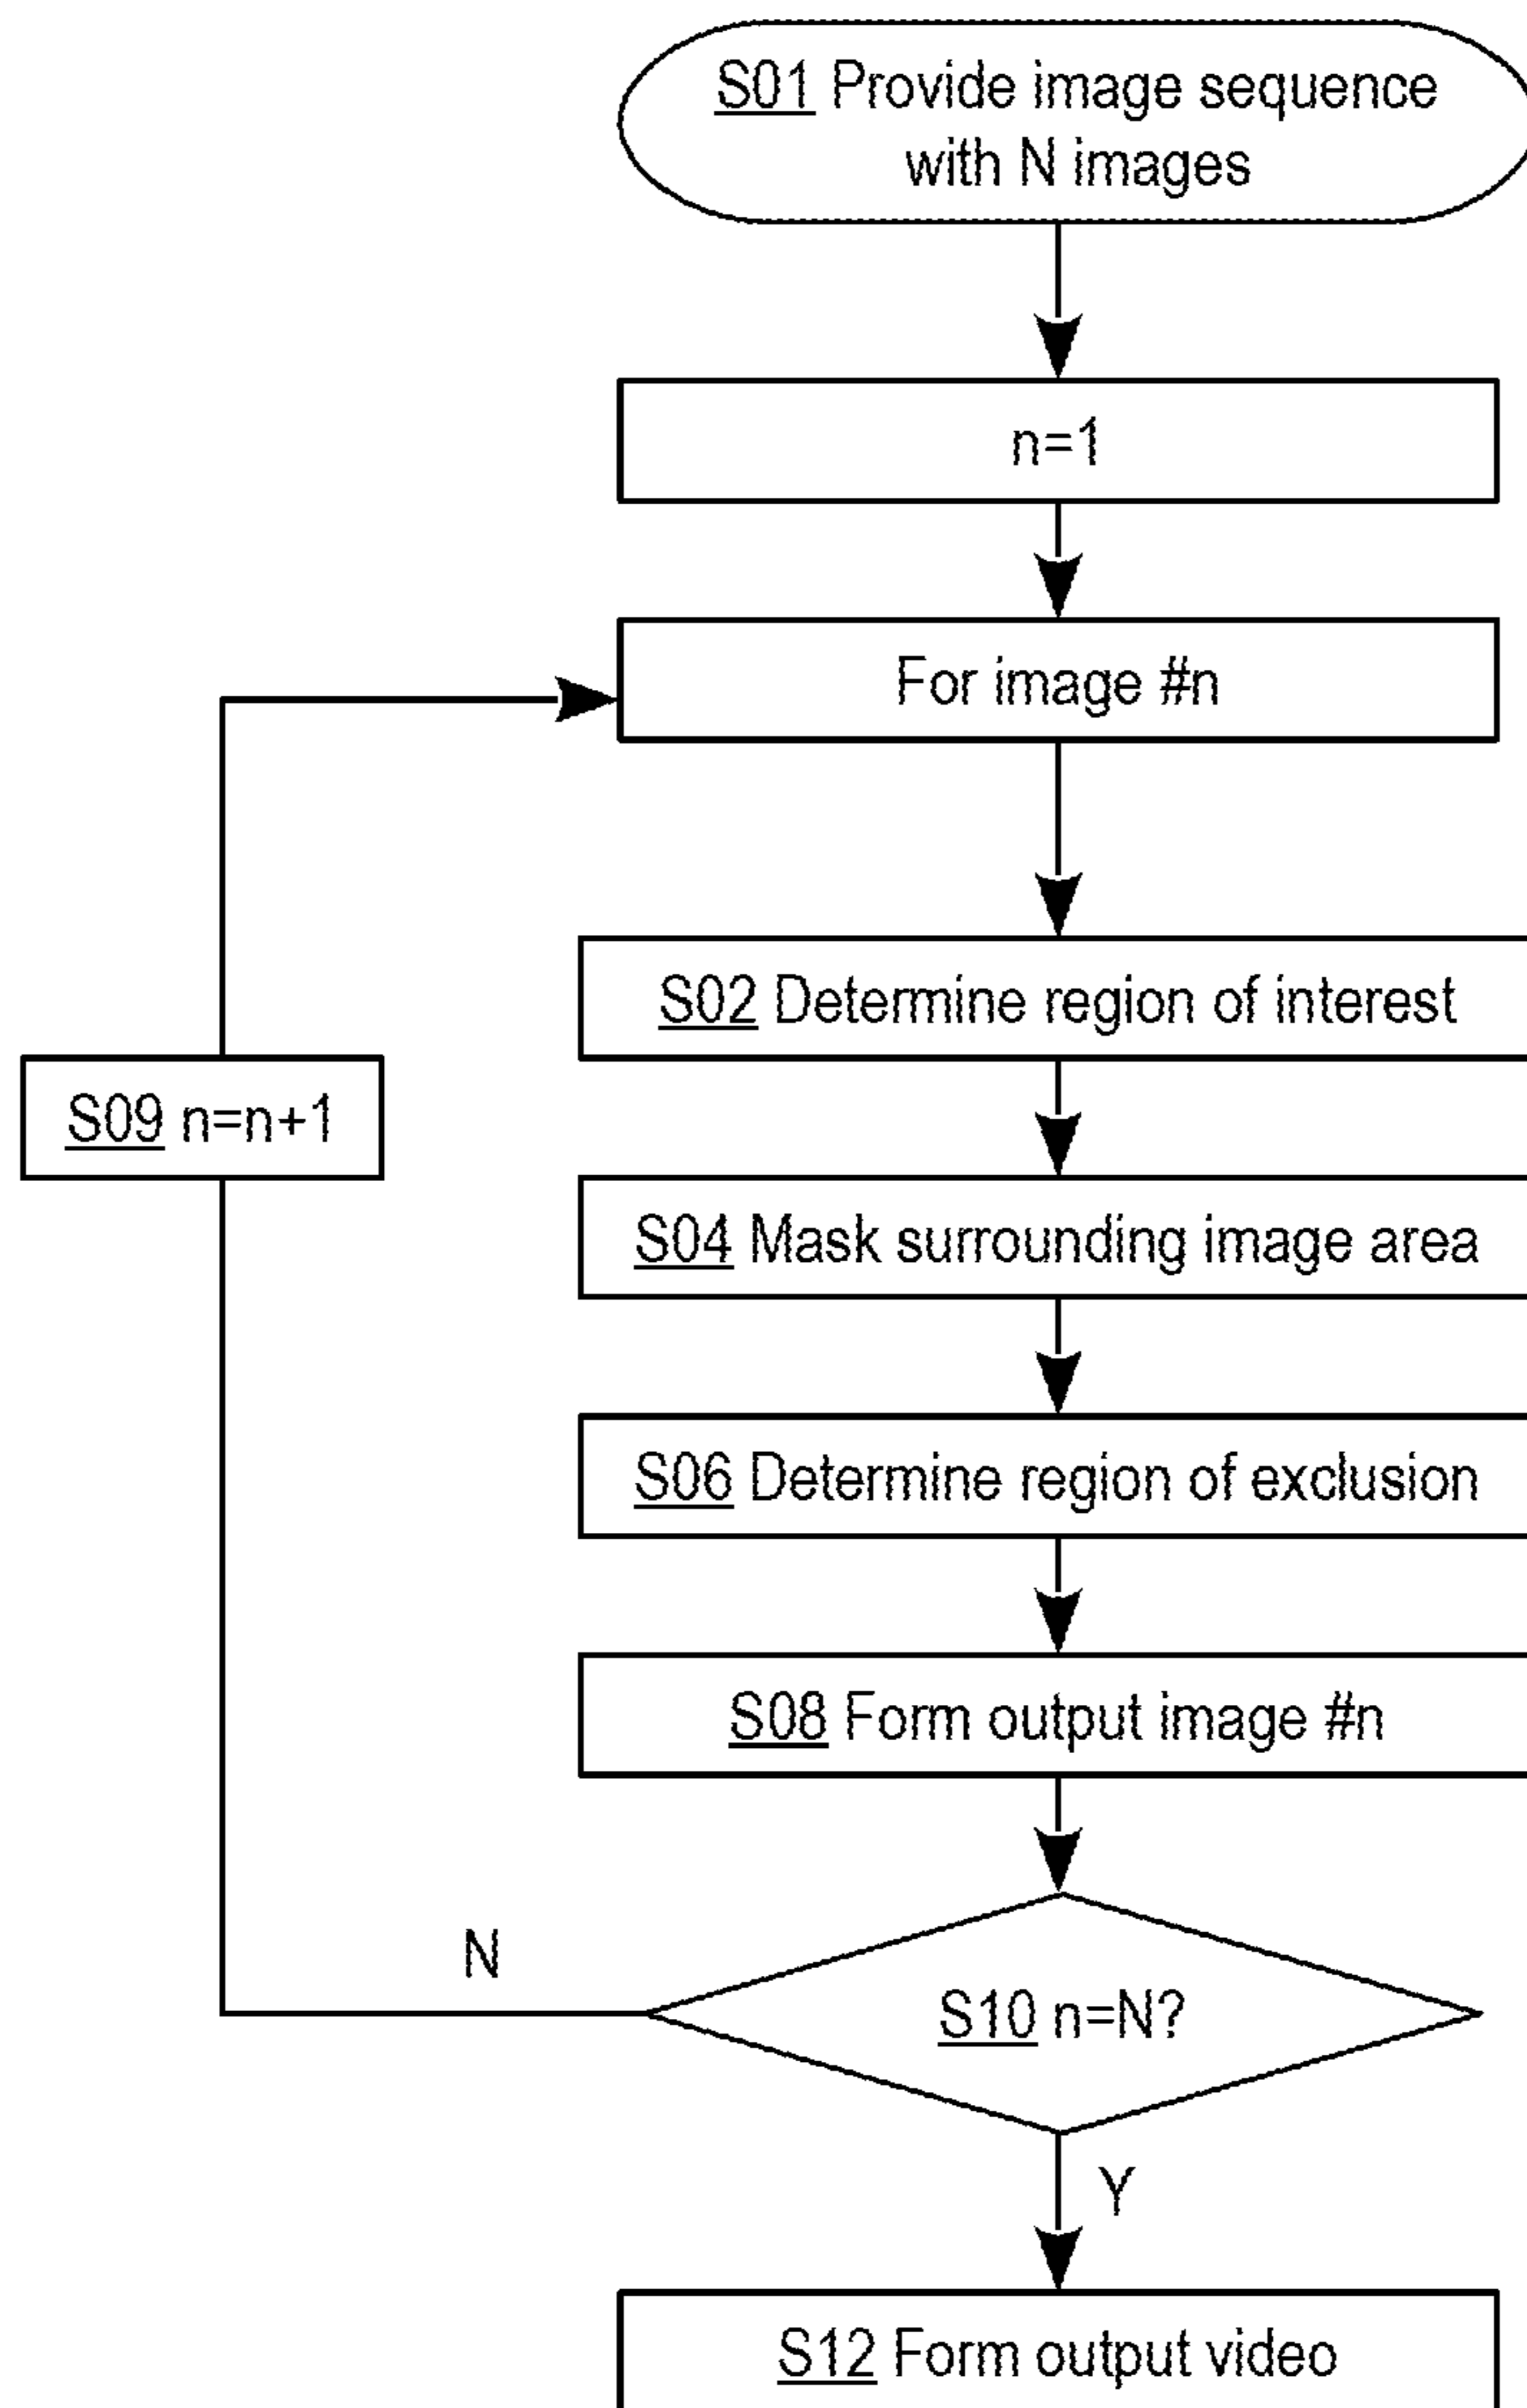 S01 Provide image sequence
with N images
n=1
For image #n
S02 Determine region of interest
S09 n=n+1
S04 Mask surrounding image area
S06 Determine region of exclusion
S08 Form output image #n
N
S10 n=N?
Y
S12 Form output video